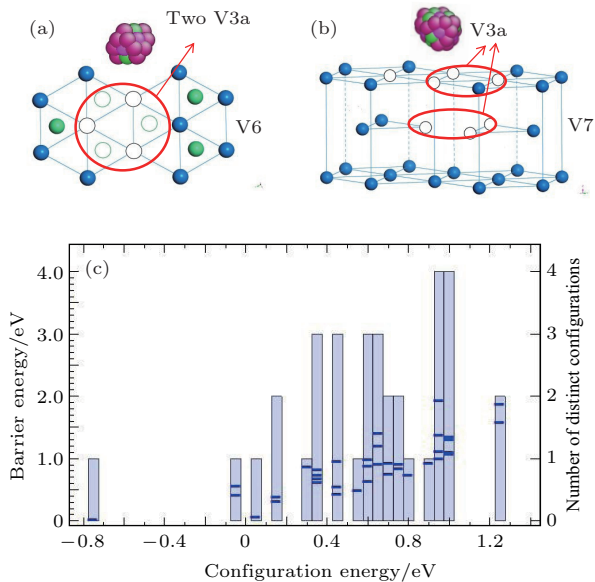 (a)
Two V3a
V6
(b)
V3a
V7
(c)
Barrier energy/eV
4.0
3.0
2.0
1.0
0
Number of distinct configurations
4
3
2
1
0
−0.8 −0.4 0 0.4 0.8 1.2
Configuration energy/eV